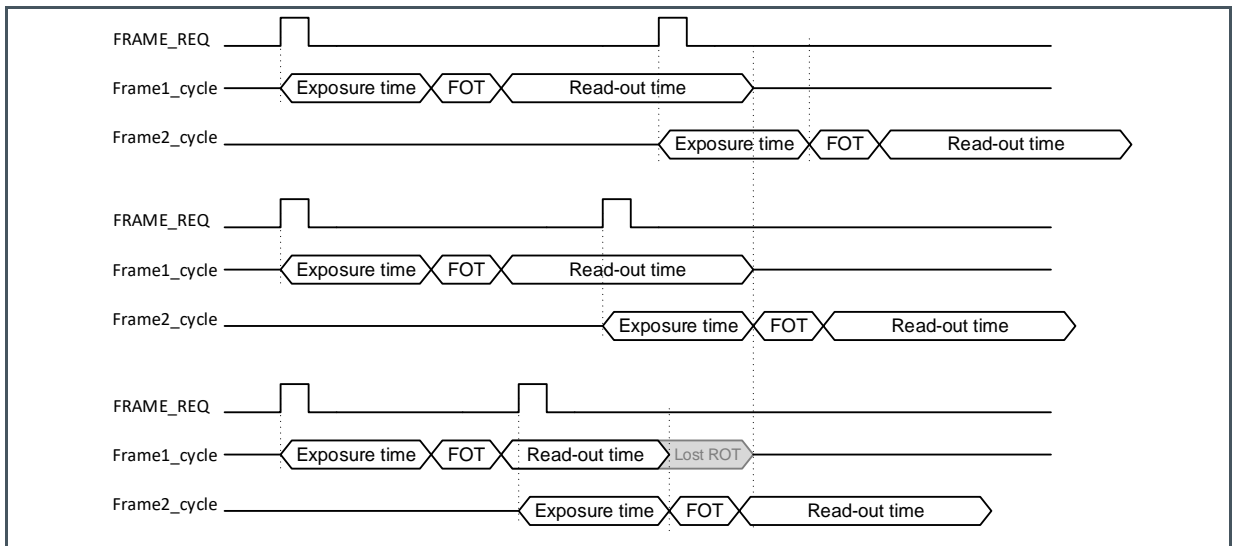 FRAME_REQ
Frame1_cycle Exposure time FOT Read-out time
Frame2_cycle Exposure time FOT Read-out time
FRAME_REQ
Frame1_cycle Exposure time FOT Read-out time
Frame2_cycle Exposure time FOT Read-out time
FRAME_REQ
Frame1_cycle Exposure time FOT Read-out time Lost ROT
Frame2_cycle Exposure time FOT Read-out time